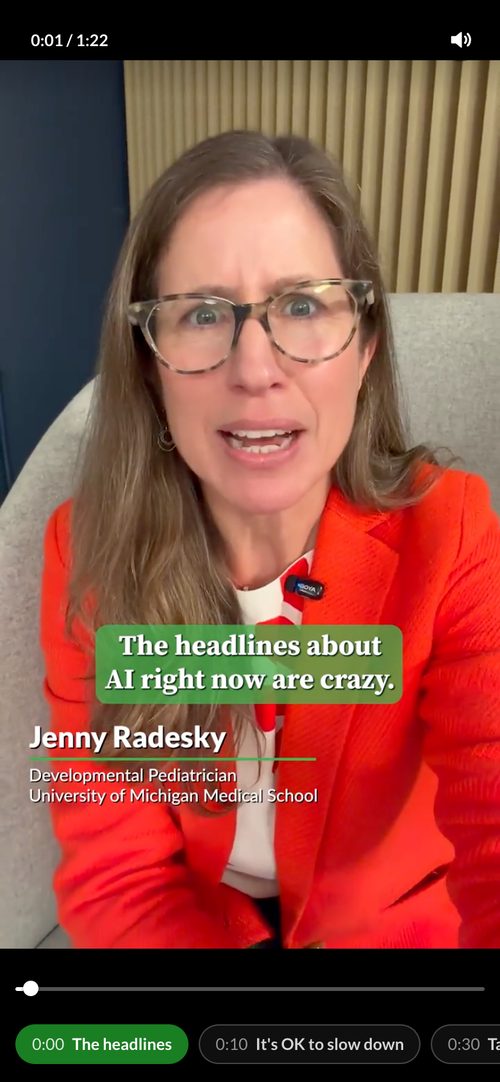 0:01 / 1:22
The headlines about
AI right now are crazy.
Jenny Radesky
Developmental Pediatrician
University of Michigan Medical School
0:00 The headlines
0:10 It's OK to slow down
0:30